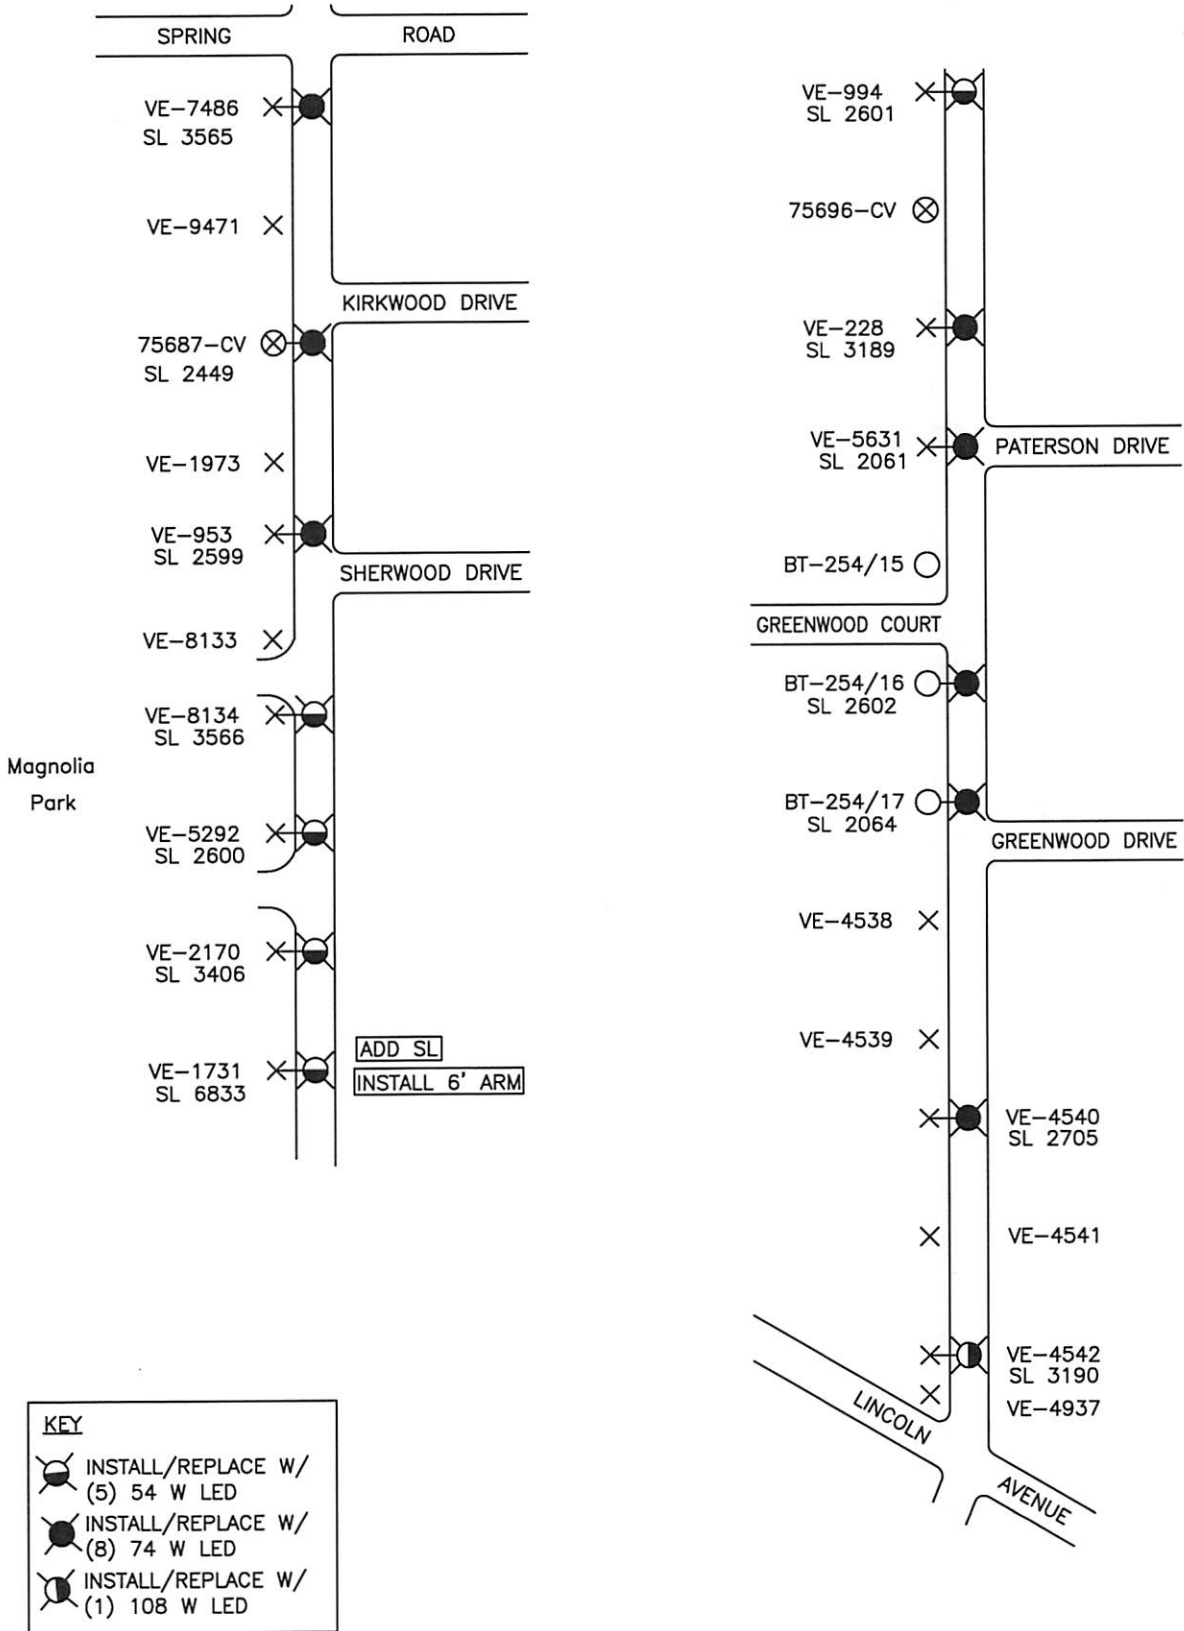 SPRING ROAD
VE-7486
SL 3565
VE-9471
KIRKWOOD DRIVE
75687-CV
SL 2449
VE-1973
VE-953
SL 2599
SHERWOOD DRIVE
VE-8133
VE-8134
SL 3566
Magnolia
Park
VE-5292
SL 2600
VE-2170
SL 3406
ADD SL
INSTALL 6' ARM
VE-1731
SL 6833
VE-994
SL 2601
75696-CV
VE-228
SL 3189
VE-5631
SL 2061
PATERSON DRIVE
BT-254/15
GREENWOOD COURT
BT-254/16
SL 2602
BT-254/17
SL 2064
GREENWOOD DRIVE
VE-4538
VE-4539
VE-4540
SL 2705
VE-4541
VE-4542
SL 3190
VE-4937
LINCOLN
AVENUE
KEY
INSTALL/REPLACE W/
(5) 54 W LED
INSTALL/REPLACE W/
(8) 74 W LED
INSTALL/REPLACE W/
(1) 108 W LED